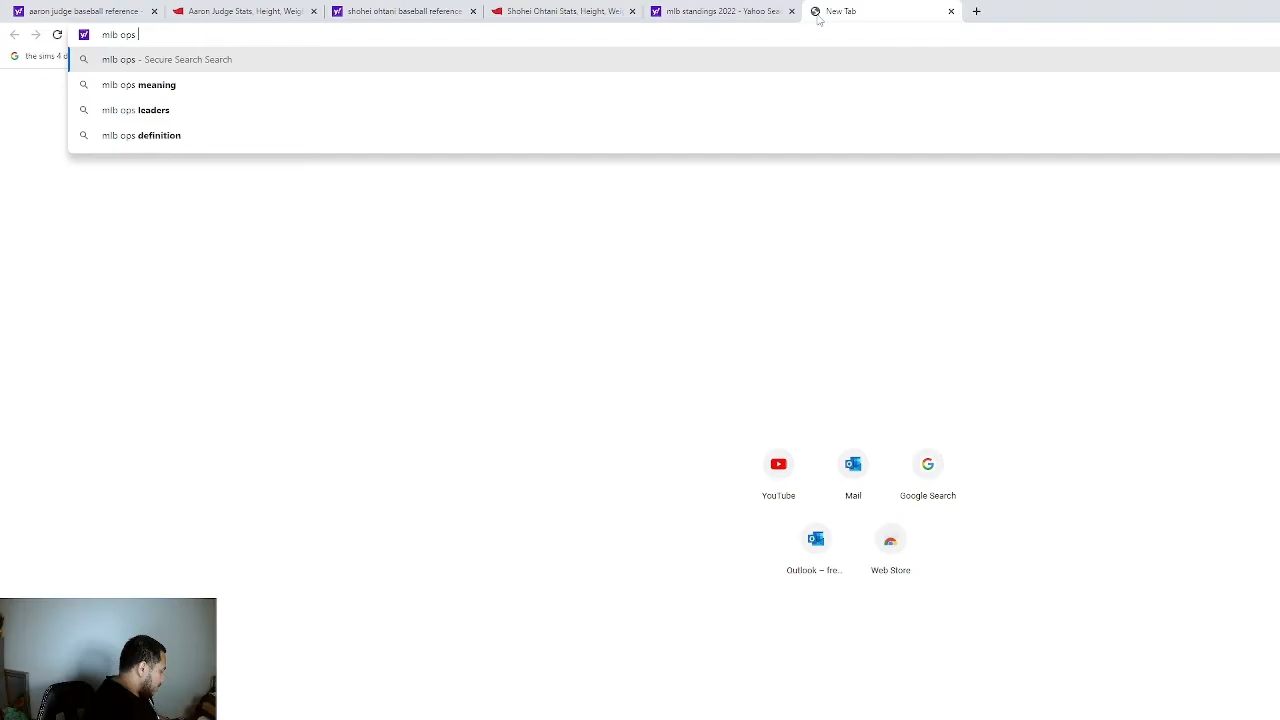 aaron judge baseball reference -
Aaron Judge Stats, Height, Weig
shohei ohtani baseball reference
Shohei Ohtani Stats, Height, Wei
mlb standings 2022 - Yahoo Sea
New Tab
mlb ops
the sims 4 d
mlb ops - Secure Search Search
mlb ops meaning
mlb ops leaders
mlb ops definition
YouTube
Mail
Google Search
Outlook – fre...
Web Store